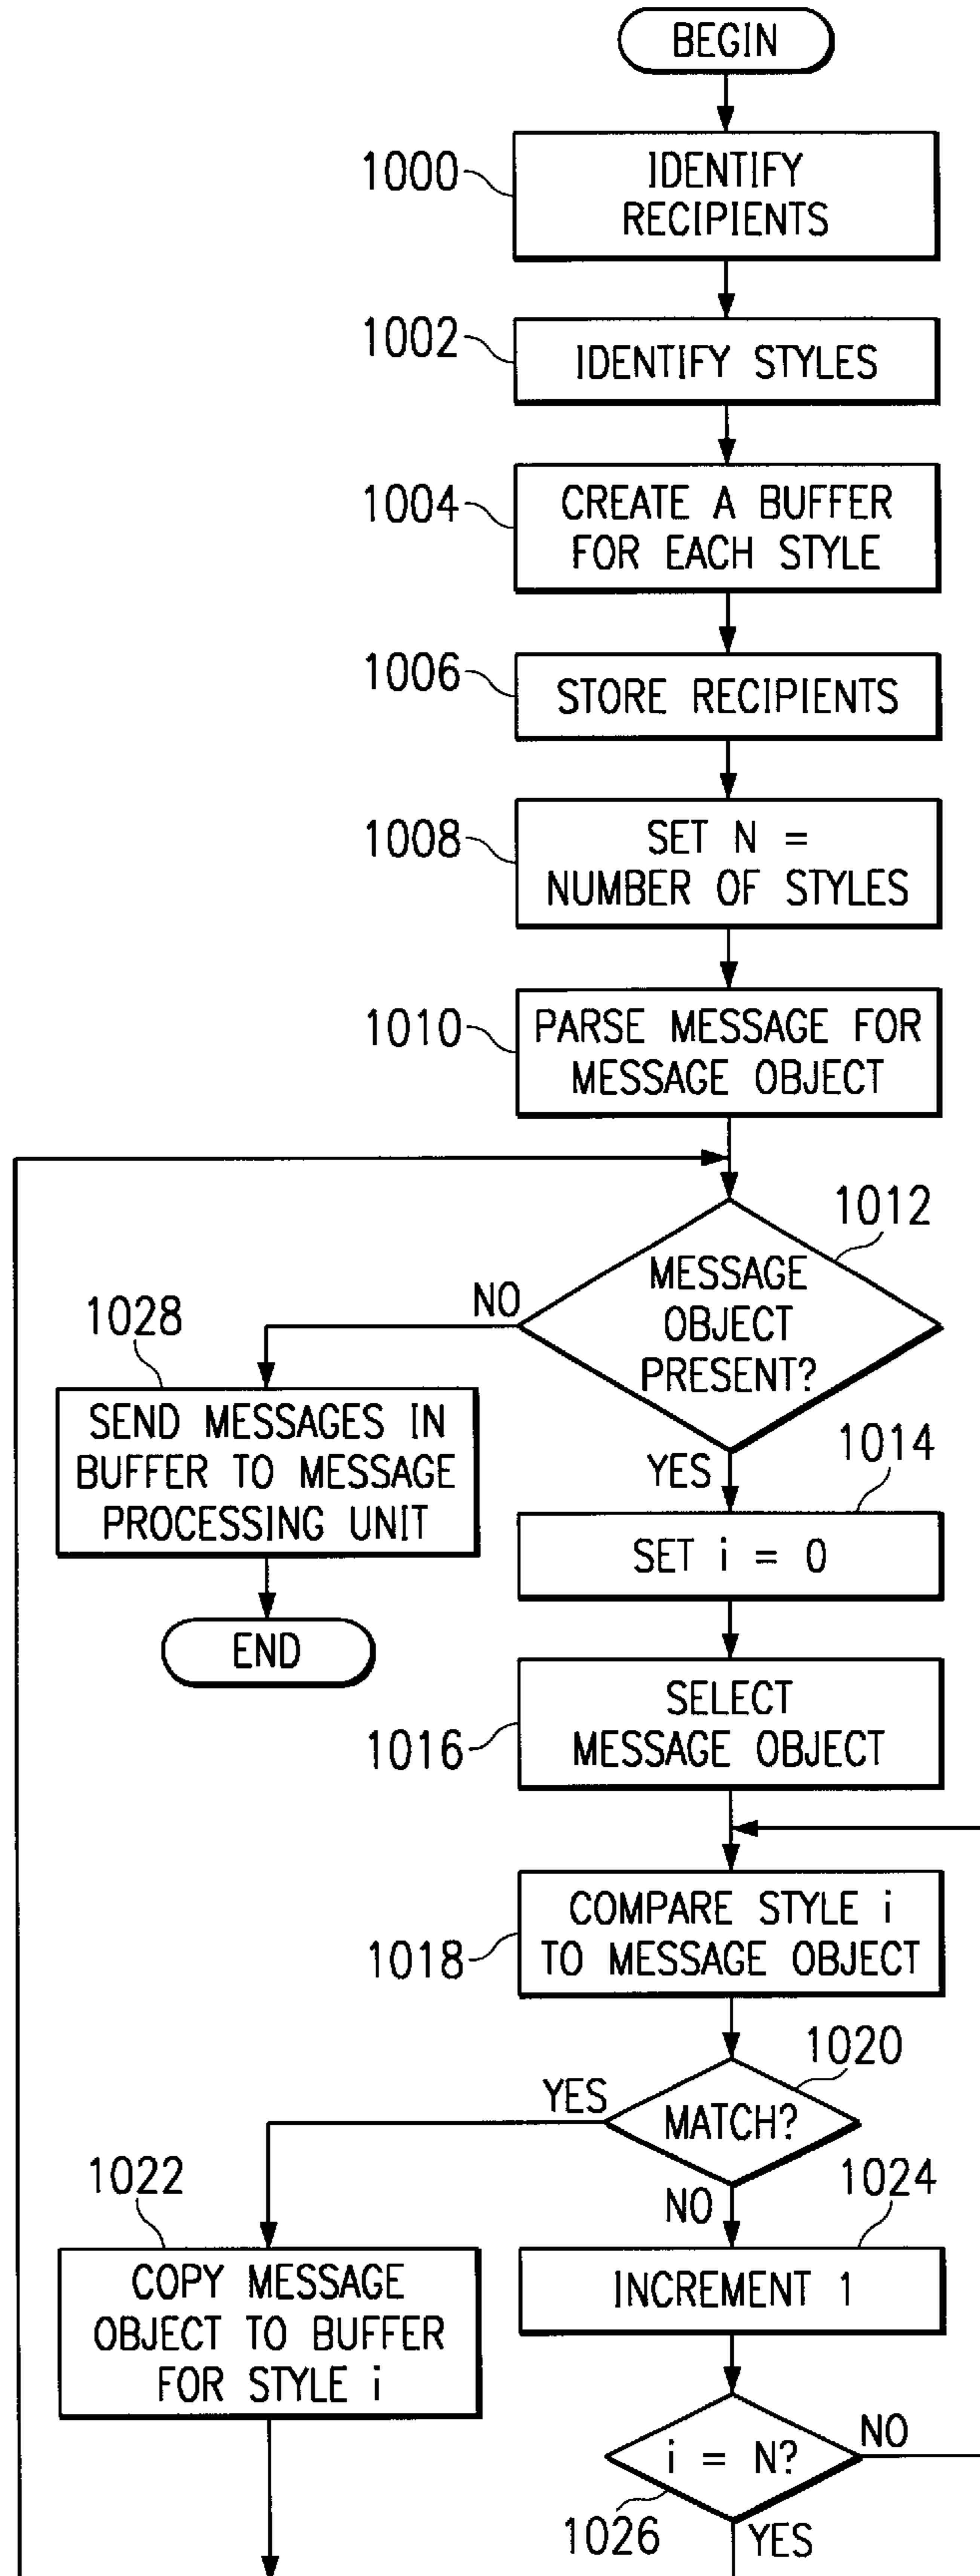 BEGIN
1000
IDENTIFY
RECIPIENTS
1002
IDENTIFY STYLES
1004
CREATE A BUFFER
FOR EACH STYLE
1006
STORE RECIPIENTS
1008
SET N =
NUMBER OF STYLES
1010
PARSE MESSAGE FOR
MESSAGE OBJECT
1012
MESSAGE
OBJECT
PRESENT?
NO
1028
SEND MESSAGES IN
BUFFER TO MESSAGE
PROCESSING UNIT
END
YES
1014
SET i = 0
1016
SELECT
MESSAGE OBJECT
1018
COMPARE STYLE i
TO MESSAGE OBJECT
1020
MATCH?
YES
1022
COPY MESSAGE
OBJECT TO BUFFER
FOR STYLE i
NO
1024
INCREMENT 1
i = N?
NO
1026
YES